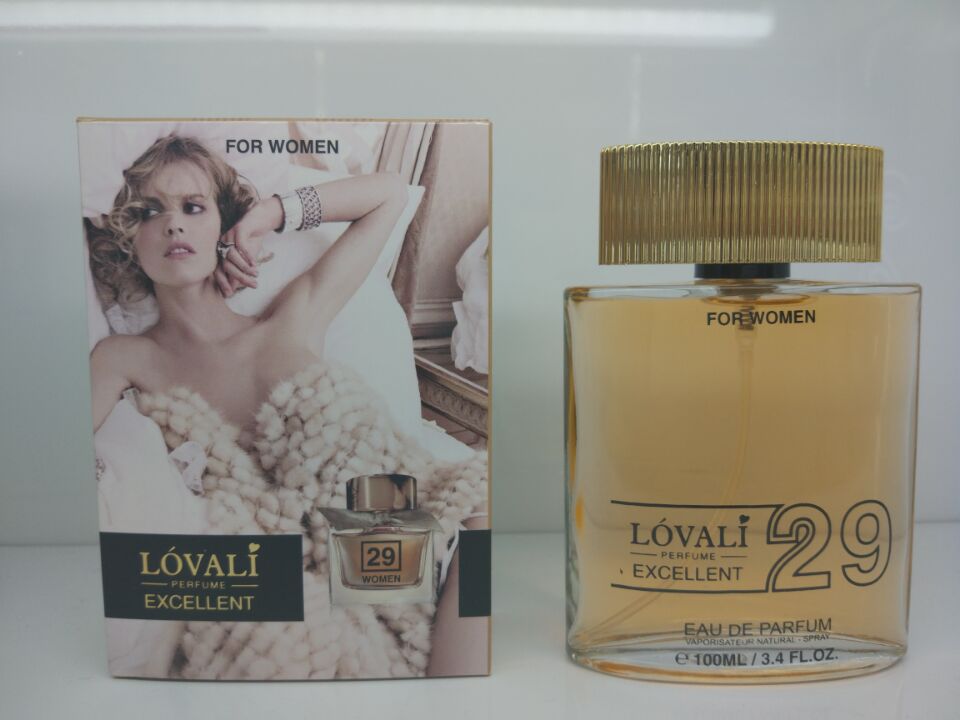 FOR WOMEN
29
WOMEN
LÓVALI
PERFUME
EXCELLENT
FOR WOMEN
LÓVALI
PERFUME
EXCELLENT
29
EAU DE PARFUM
VAPORISATEUR NATURAL - SPRAY
℮ 100ML / 3.4 FL.OZ.